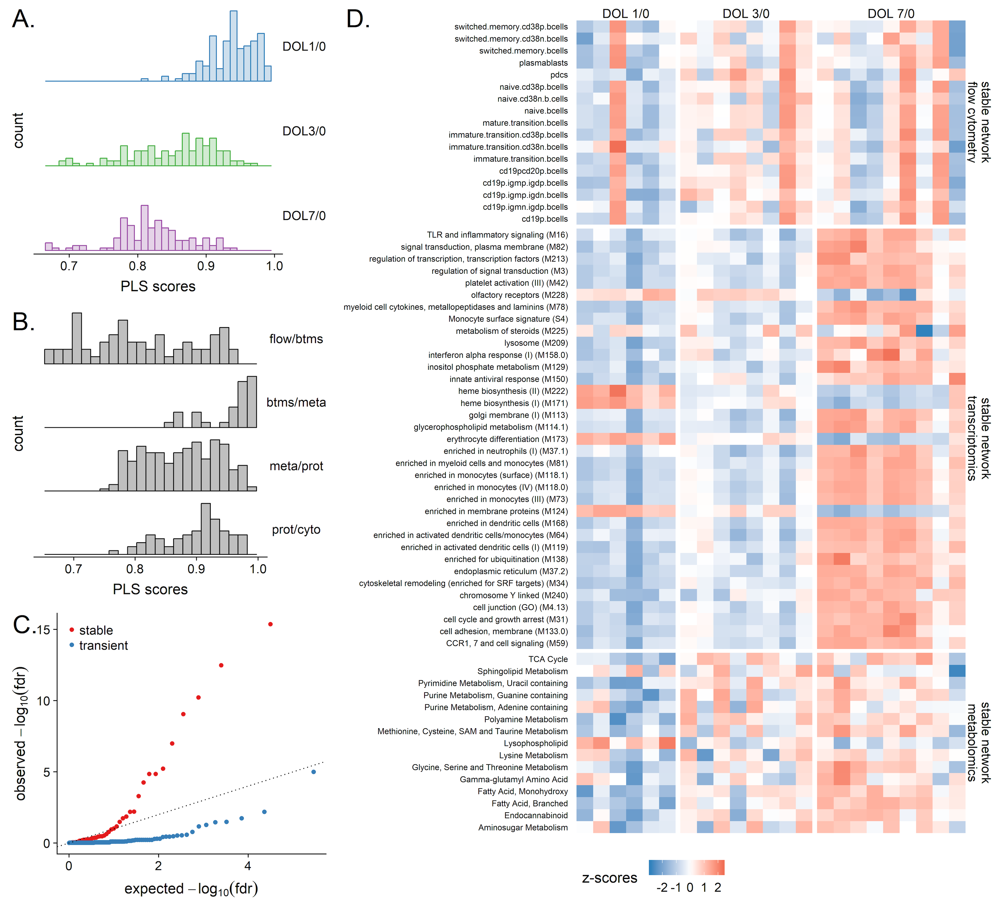 A.
DOL1/0
DOL3/0
DOL7/0
count
0.7 0.8 0.9 1.0
PLS scores
B.
flow/btms
btms/meta
meta/prot
prot/cyto
count
0.7 0.8 0.9 1.0
PLS scores
C.
stable
transient
15
10
5
0
observed −log10(fdr)
0 2 4
expected −log10(fdr)
D.
DOL 1/0 DOL 3/0 DOL 7/0
switched.memory.cd38p.bcells
switched.memory.cd38n.bcells
switched.memory.bcells
plasmablasts
pdcs
naive.cd38p.bcells
naive.cd38n.b.cells
naive.bcells
mature.transition.bcells
immature.transition.cd38p.bcells
immature.transition.cd38n.bcells
immature.transition.bcells
cd19pcd20p.bcells
cd19p.igmp.igdp.bcells
cd19p.igmp.igdn.bcells
cd19p.igmn.igdp.bcells
cd19p.bcells
stable network
flow cytometry
TLR and inflammatory signaling (M16)
signal transduction, plasma membrane (M82)
regulation of transcription, transcription factors (M213)
regulation of signal transduction (M3)
platelet activation (III) (M42)
olfactory receptors (M228)
myeloid cell cytokines, metallopeptidases and laminins (M78)
Monocyte surface signature (S4)
metabolism of steroids (M225)
lysosome (M209)
interferon alpha response (I) (M158.0)
inositol phosphate metabolism (M129)
innate antiviral response (M150)
heme biosynthesis (II) (M222)
heme biosynthesis (I) (M171)
golgi membrane (I) (M113)
glycerophospholipid metabolism (M114.1)
erythrocyte differentiation (M173)
enriched in neutrophils (I) (M37.1)
enriched in myeloid cells and monocytes (M81)
enriched in monocytes (surface) (M118.1)
enriched in monocytes (IV) (M118.0)
enriched in monocytes (III) (M73)
enriched in membrane proteins (M124)
enriched in dendritic cells (M168)
enriched in activated dendritic cells/monocytes (M64)
enriched in activated dendritic cells (I) (M119)
enriched for ubiquitination (M138)
endoplasmic reticulum (M37.2)
cytoskeletal remodeling (enriched for SRF targets) (M34)
chromosome Y linked (M240)
cell junction (GO) (M4.13)
cell cycle and growth arrest (M31)
cell adhesion, membrane (M133.0)
CCR1, 7 and cell signaling (M59)
stable network
transcriptomics
TCA Cycle
Sphingolipid Metabolism
Pyrimidine Metabolism, Uracil containing
Purine Metabolism, Guanine containing
Purine Metabolism, Adenine containing
Polyamine Metabolism
Methionine, Cysteine, SAM and Taurine Metabolism
Lysophospholipid
Lysine Metabolism
Glycine, Serine and Threonine Metabolism
Gamma-glutamyl Amino Acid
Fatty Acid, Monohydroxy
Fatty Acid, Branched
Endocannabinoid
Aminosugar Metabolism
stable network
metabolomics
z-scores
-2 -1 0 1 2